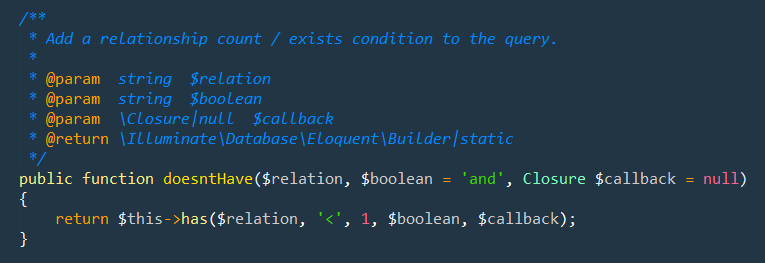 /**
 * Add a relationship count / exists condition to the query.
 *
 * @param  string  $relation
 * @param  string  $boolean
 * @param  \Closure|null  $callback
 * @return \Illuminate\Database\Eloquent\Builder|static
 */
public function doesntHave($relation, $boolean = 'and', Closure $callback = null)
{
    return $this->has($relation, '<', 1, $boolean, $callback);
}